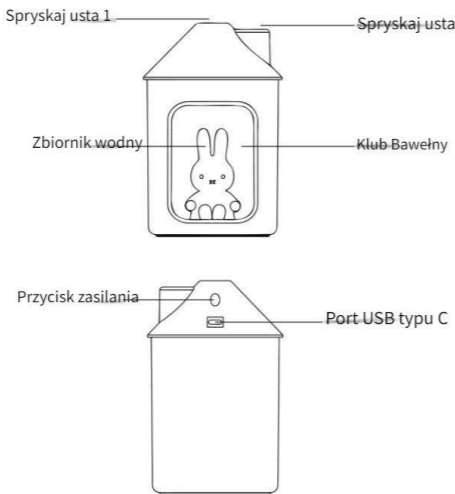 Spryskaj usta 1
Spryskaj usta
Zbiornik wodny
Klub Bawełny
Przycisk zasilania
Port USB typu C